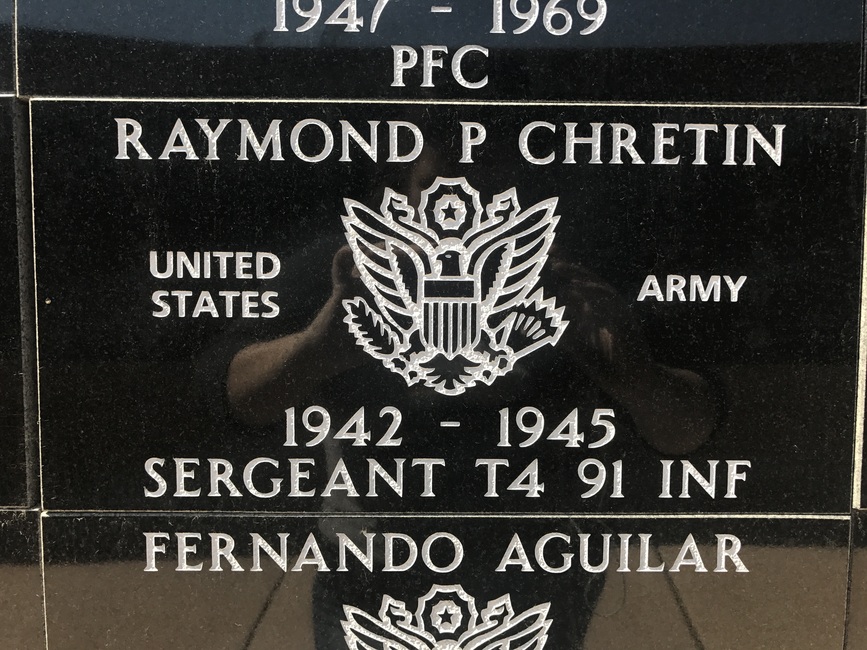 1947 - 1969
PFC
RAYMOND P CHRETIN
UNITED
STATES
ARMY
1942 - 1945
SERGEANT T4 91 INF
FERNANDO AGUILAR